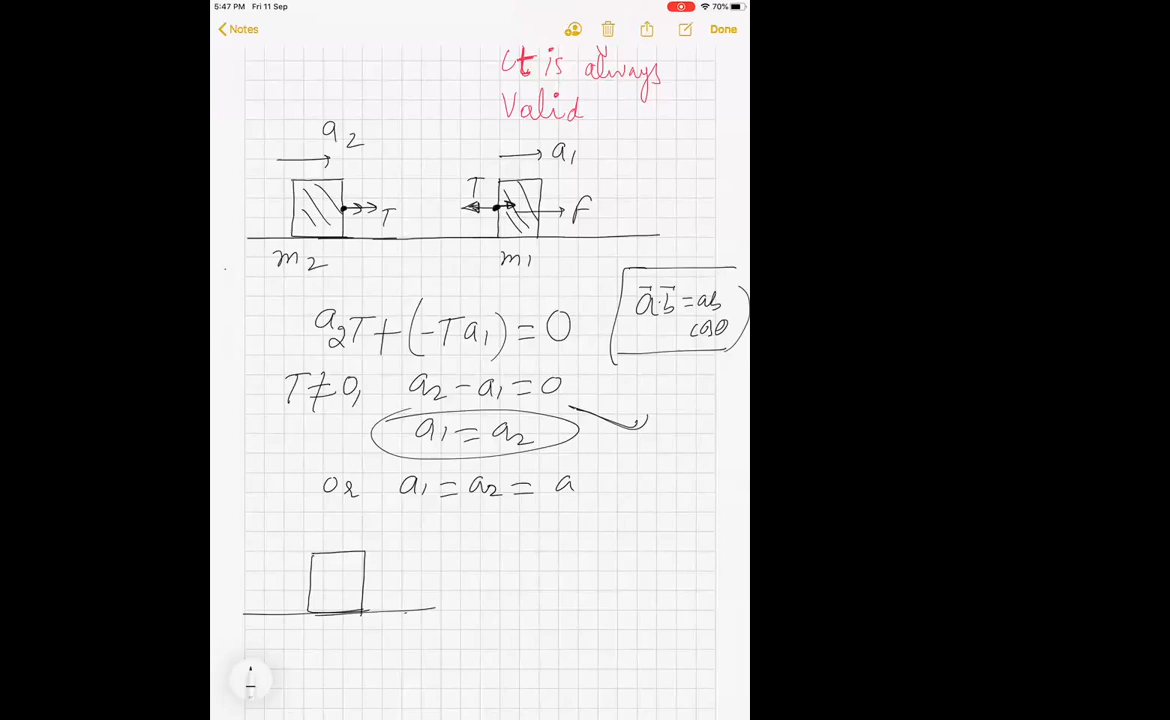 5:47 PM Fri 11 Sep
70%
Notes
Done
It is always
Valid
a2
a1
T
T
F
m2
m1
a⃗·b⃗ = ab
cosθ
a2T + (-Ta1) = 0
T ≠ 0, a2 - a1 = 0
a1 = a2
or a1 = a2 = a